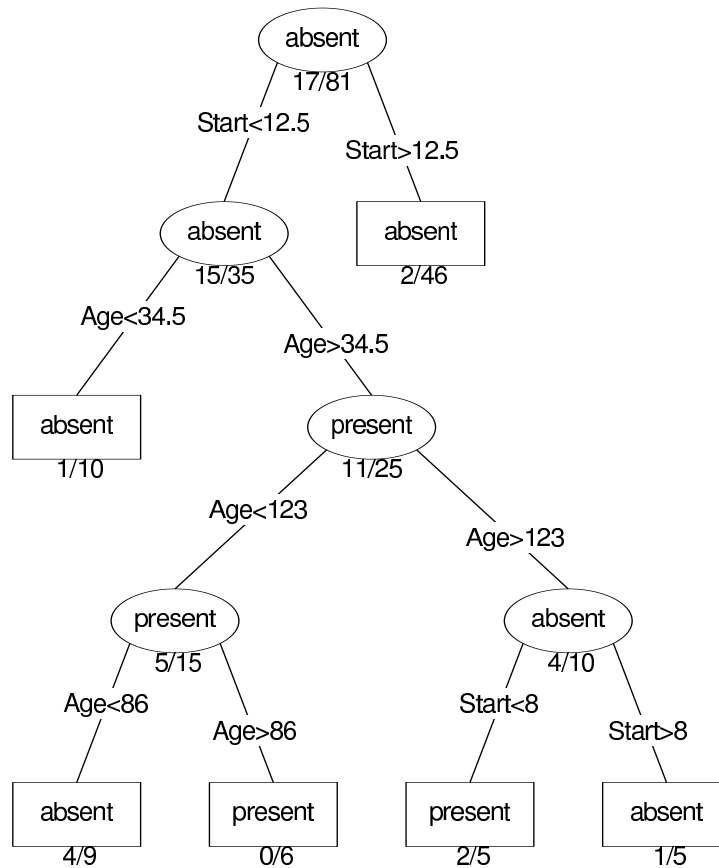 absent
17/81
Start<12.5
Start>12.5
absent
15/35
absent
2/46
Age<34.5
Age>34.5
absent
1/10
present
11/25
Age<123
Age>123
present
5/15
absent
4/10
Age<86
Age>86
Start<8
Start>8
absent
4/9
present
0/6
present
2/5
absent
1/5